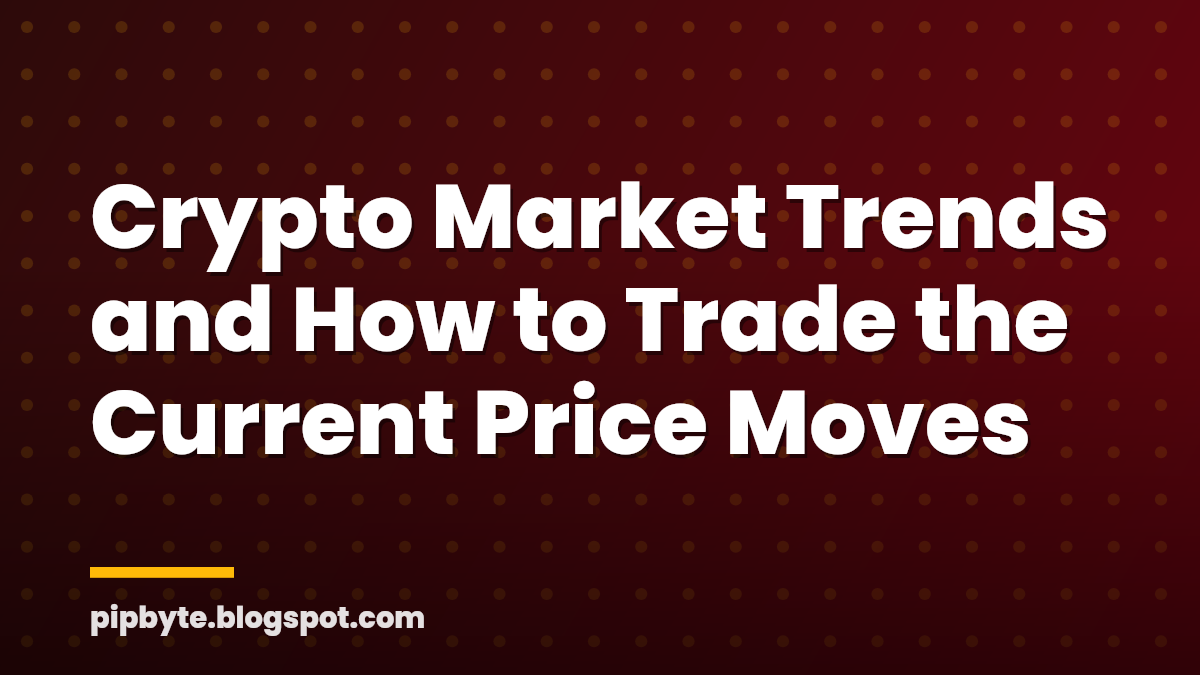 Crypto Market Trends
and How to Trade the
Current Price Moves
pipbyte.blogspot.com